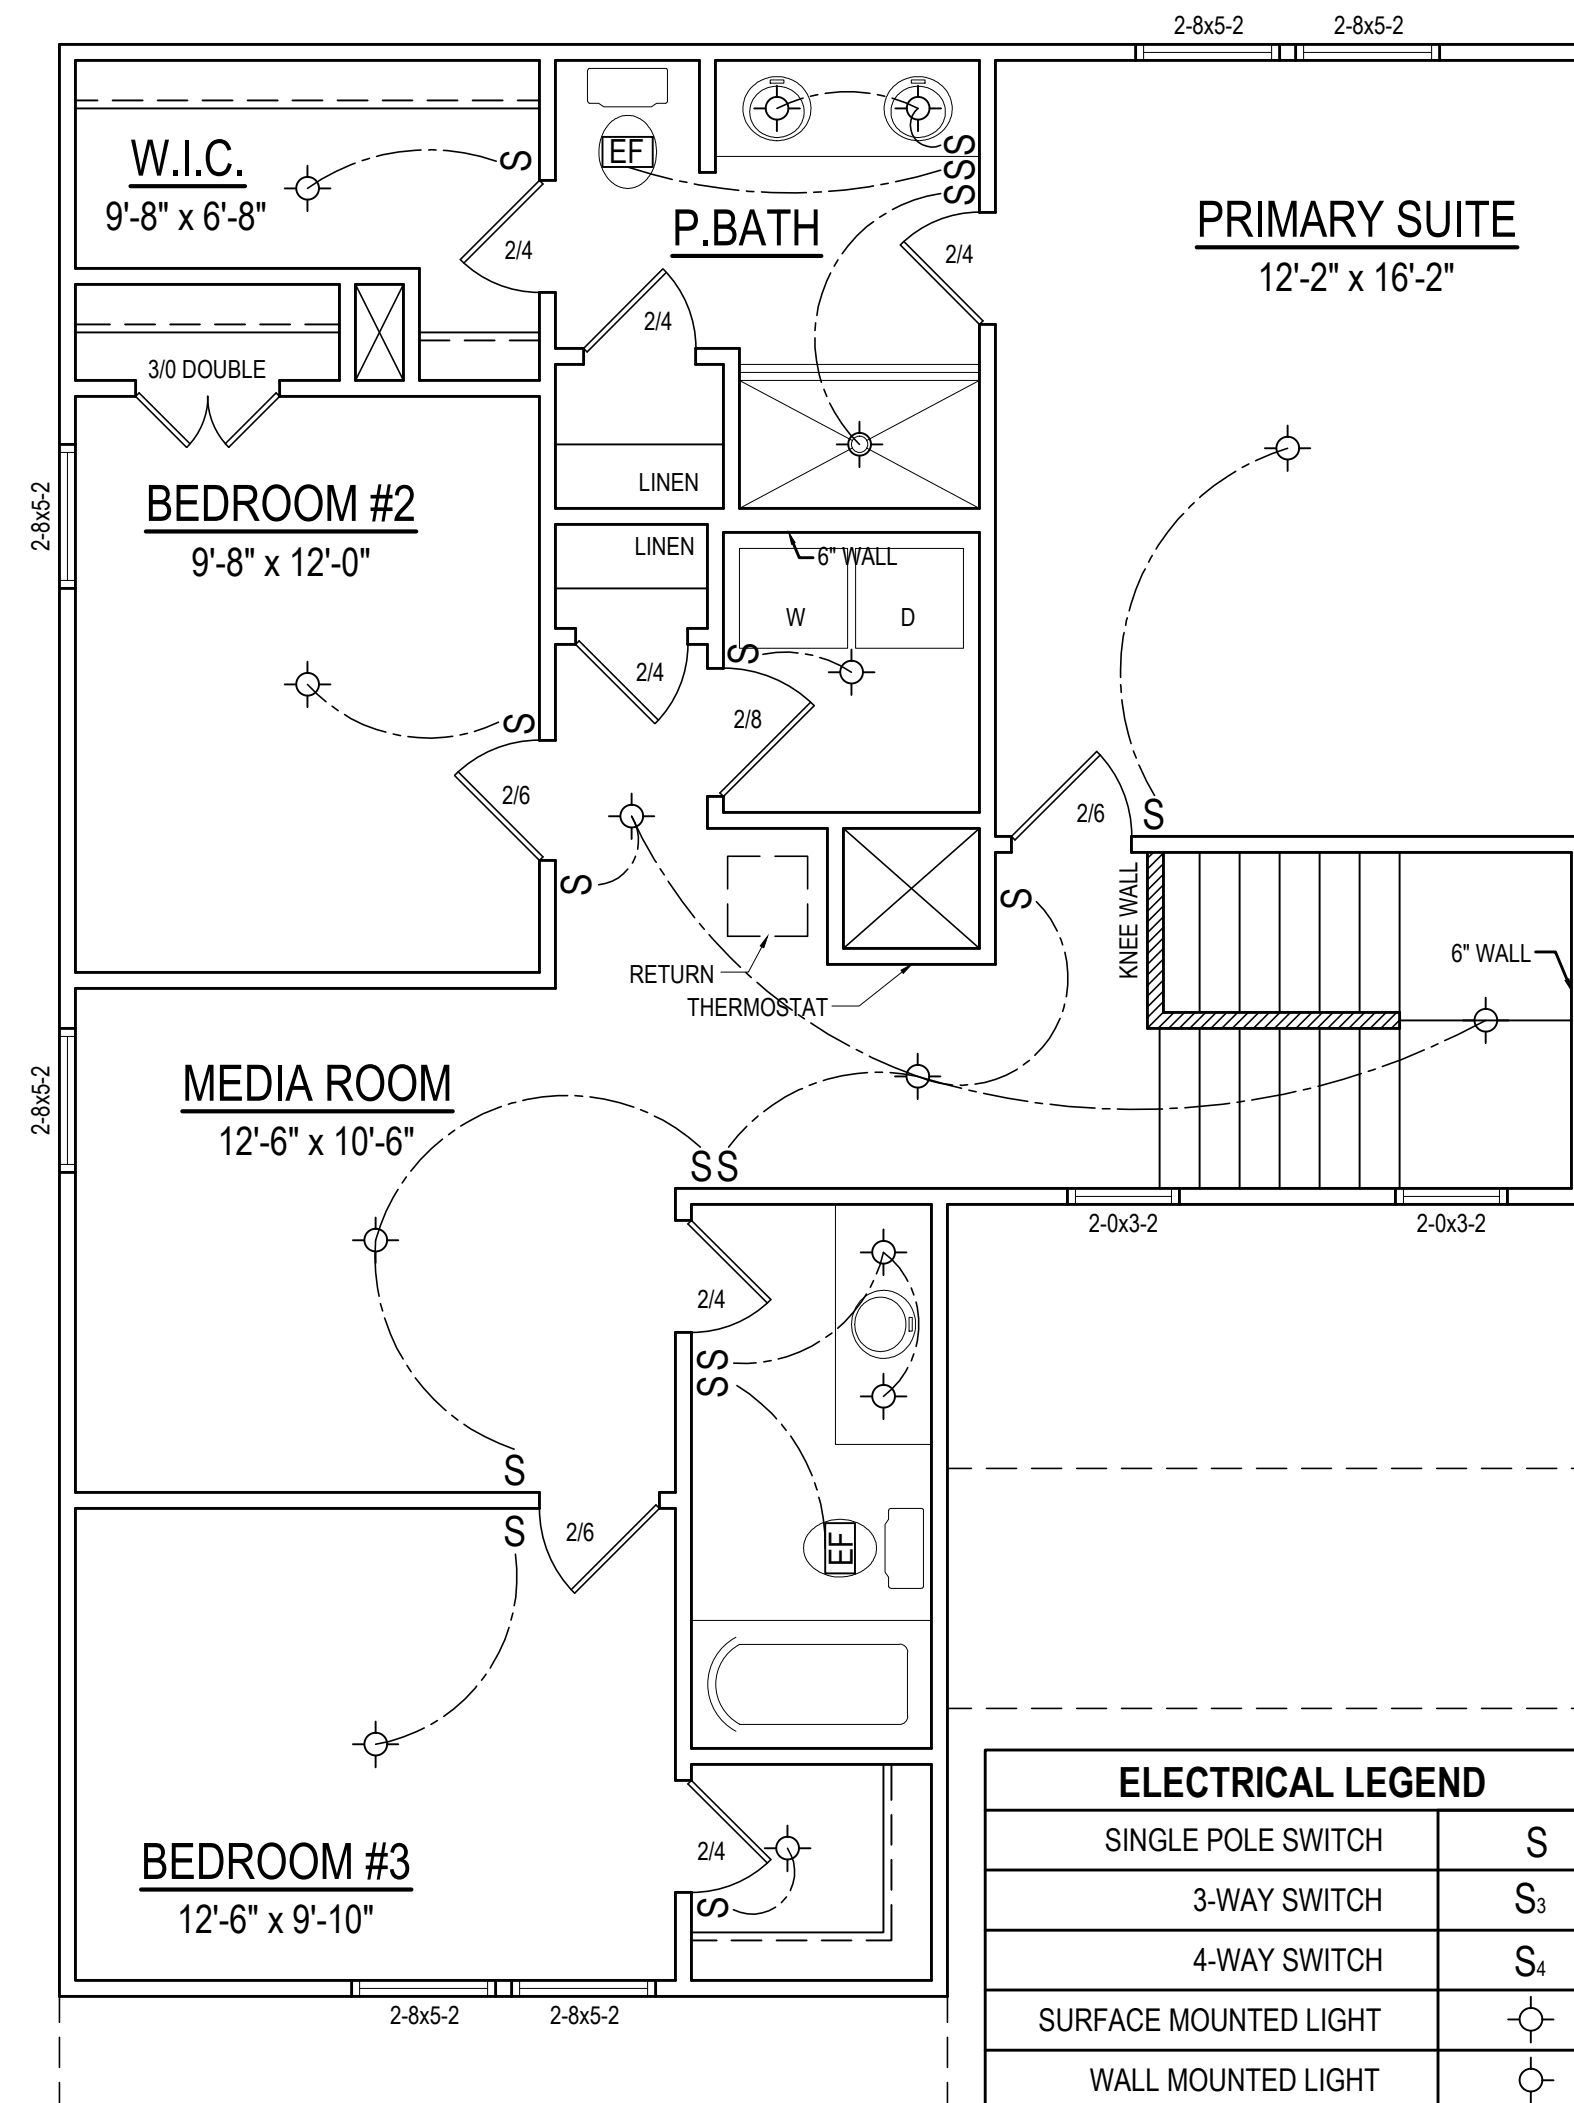 2-8x5-2
2-8x5-2
W.I.C.
9'-8" x 6'-8"
S
EF
S
S
S
P.BATH
PRIMARY SUITE
12'-2" x 16'-2"
2/4
2/4
2/4
3/0 DOUBLE
2-8x5-2
BEDROOM #2
9'-8" x 12'-0"
LINEN
LINEN
6" WALL
W
D
S
2/4
2/8
S
2/6
2/6
S
S
S
KNEE WALL
6" WALL
RETURN
THERMOSTAT
2-8x5-2
MEDIA ROOM
12'-6" x 10'-6"
SS
2-0x3-2
2-0x3-2
2/4
S
S
S
S
2/6
EF
BEDROOM #3
12'-6" x 9'-10"
2/4
S
2-8x5-2
2-8x5-2
ELECTRICAL LEGEND
SINGLE POLE SWITCH S
3-WAY SWITCH S3
4-WAY SWITCH S4
SURFACE MOUNTED LIGHT
WALL MOUNTED LIGHT